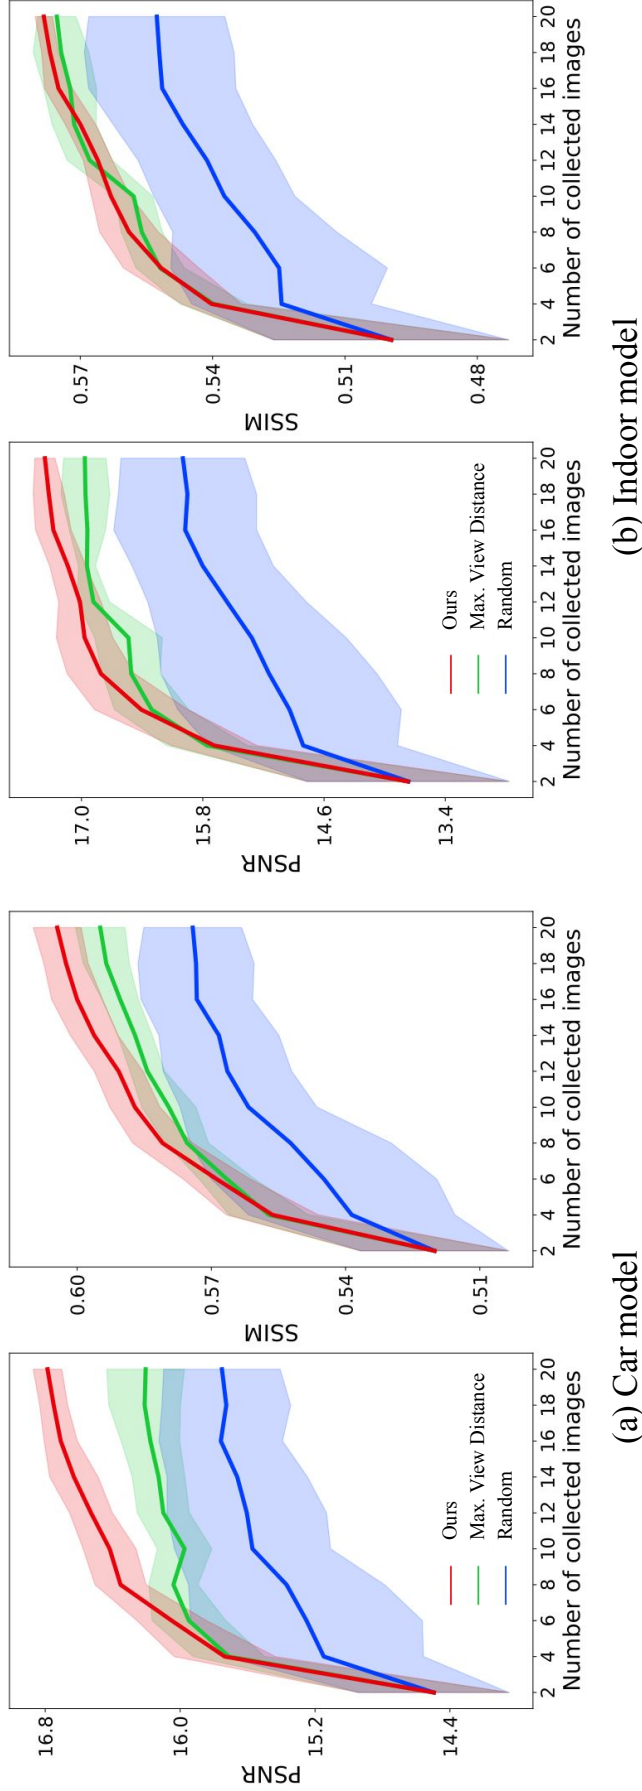 PSNR
16.8
16.0
15.2
14.4
2 4 6 8 10 12 14 16 18 20
Number of collected images
Ours
Max. View Distance
Random
SSIM
0.60
0.57
0.54
0.51
2 4 6 8 10 12 14 16 18 20
Number of collected images
(a) Car model
PSNR
17.0
15.8
14.6
13.4
2 4 6 8 10 12 14 16 18 20
Number of collected images
Ours
Max. View Distance
Random
SSIM
0.57
0.54
0.51
0.48
2 4 6 8 10 12 14 16 18 20
Number of collected images
(b) Indoor model